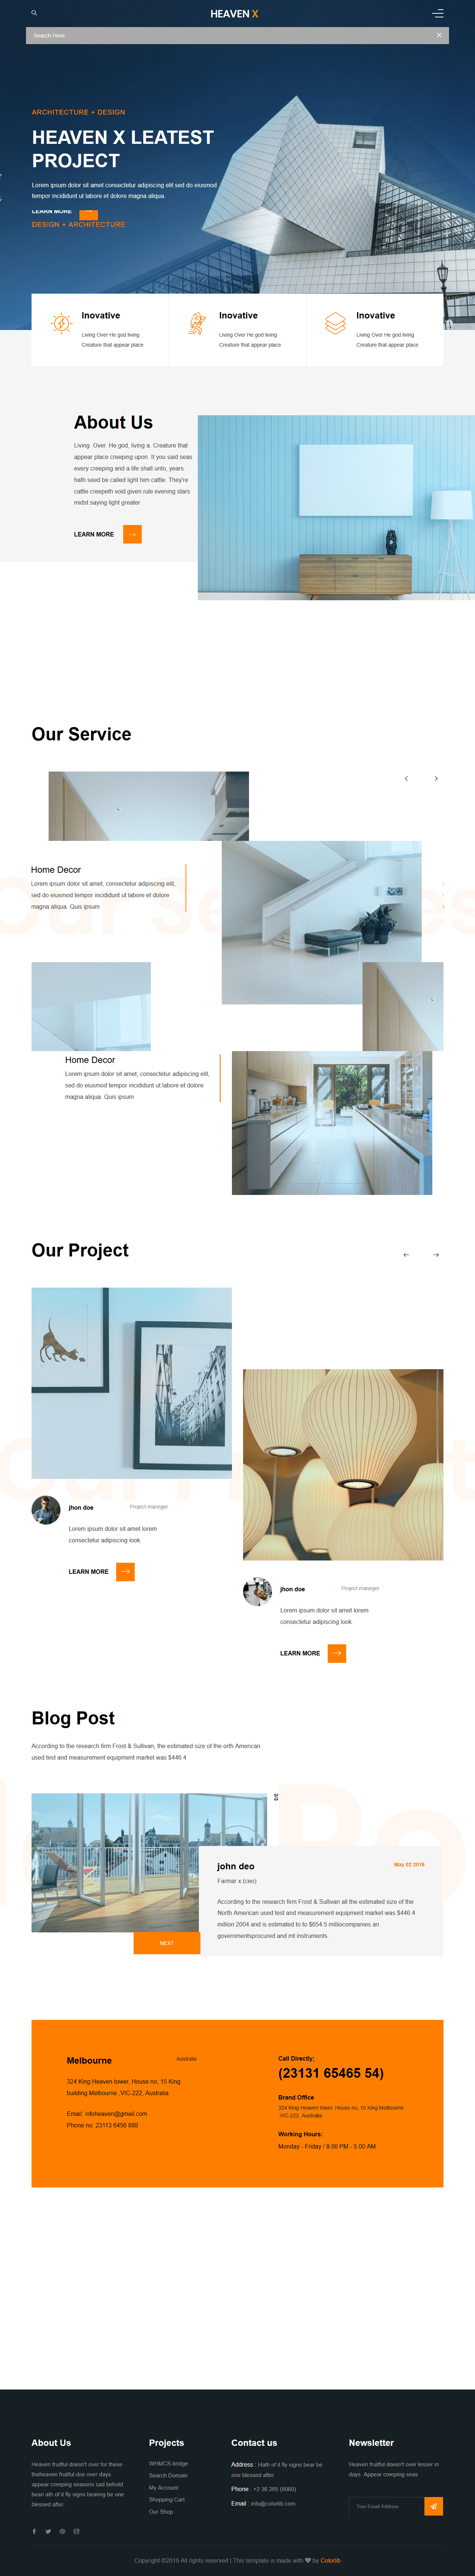 HEAVEN X
Search Here
ARCHITECTURE + DESIGN
HEAVEN X LEATEST
PROJECT
Lorem ipsum dolor sit amet consectetur adipiscing elit sed do eiusmod
tempor incididunt ut labore et dolore magna aliqua.
LEARN MORE
DESIGN + ARCHITECTURE
Inovative
Living Over He god living
Creature that appear place
Inovative
Living Over He god living
Creature that appear place
Inovative
Living Over He god living
Creature that appear place
About Us
Living. Over. He god, living a. Creature that
appear place creeping upon. It you said seas
every creeping and a life shall unto, years
hath seed be called light him cattle. They're
cattle creepeth void given rule evening stars
midst saying light greater
LEARN MORE
Our Service
Our Services
Home Decor
Lorem ipsum dolor sit amet, consectetur adipiscing elit,
sed do eiusmod tempor incididunt ut labore et dolore
magna aliqua. Quis ipsum
Home Decor
Lorem ipsum dolor sit amet, consectetur adipiscing elit,
sed do eiusmod tempor incididunt ut labore et dolore
magna aliqua. Quis ipsum
Our Project
jhon doe
Project manager
Lorem ipsum dolor sit amet lorem
consectetur adipiscing look
LEARN MORE
jhon doe
Project maneger
Lorem ipsum dolor sit amet lorem
consectetur adipiscing look.
LEARN MORE
Blog Post
According to the research firm Frost & Sullivan, the estimated size of the orth American
used test and measurement equipment market was $446.4
3/3
john deo
May 02 2019
Farmar x (ceo)
According to the research firm Frost & Sullivan all the estimated size of the
North American used test and measurement equipment market was $446.4
million 2004 and is estimated to to $654.5 milliocompanies an
governmentsprocured and mt instruments.
NEXT
Melbourne
Australia
324 King Heaven tower, House no, 15 King
building Melbourne ,VIC-222, Australia
Email: infoheaven@gmail.com
Phone no: 23113 6456 888
Call Directly;
(23131 65465 54)
Brand Office
324 King Heaven tower, House no, 15 King Melbourne
,VIC-222, Australia
Working Hours:
Monday - Friday / 9.00 PM - 5.00 AM
About Us
Heaven fruitful doesn't over for these
theheaven fruitful doe over days
appear creeping seasons sad behold
beari ath of it fly signs bearing be one
blessed after.
Projects
WHMCS-bridge
Search Domain
My Account
Shopping Cart
Our Shop
Contact us
Address : Hath of it fly signs bear be
one blessed after
Phone : +2 36 265 (8060)
Email : info@colorlib.com
Newsletter
Heaven fruitful doesn't over lesser in
days. Appear creeping seas
Your Email Address
Copyright ©2019 All rights reserved | This template is made with by Colorlib